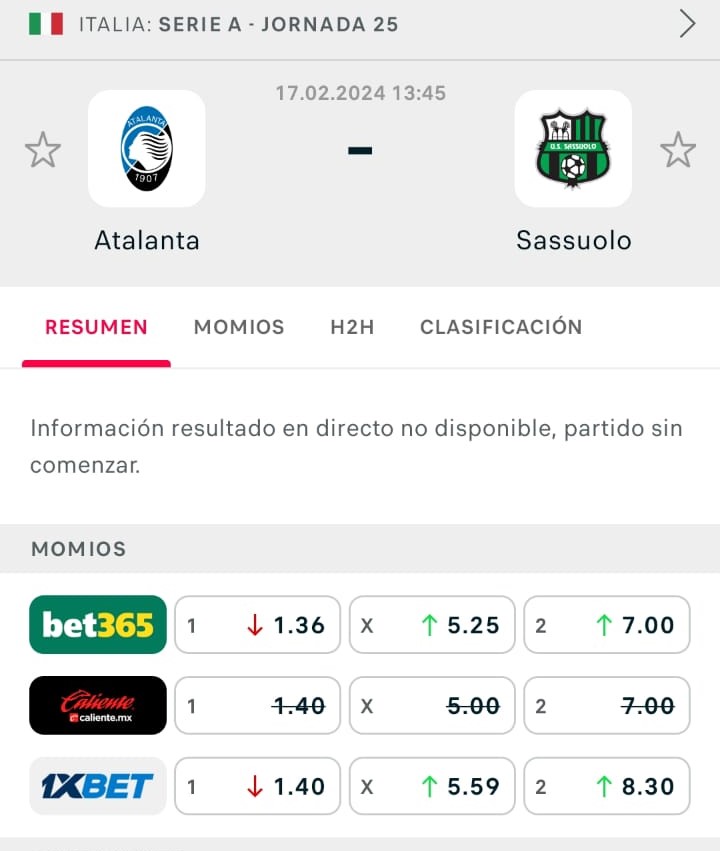 ITALIA: SERIE A - JORNADA 25
17.02.2024 13:45
ATALANTA
1907
U.S. SASSUOLO
-
Atalanta
Sassuolo
RESUMEN MOMIOS H2H CLASIFICACIÓN
Información resultado en directo no disponible, partido sin
comenzar.
MOMIOS
bet365 1 ↓ 1.36 X ↑ 5.25 2 ↑ 7.00
Caliente
caliente.mx
1 1.40 X 5.00 2 7.00
1XBET 1 ↓ 1.40 X ↑ 5.59 2 ↑ 8.30